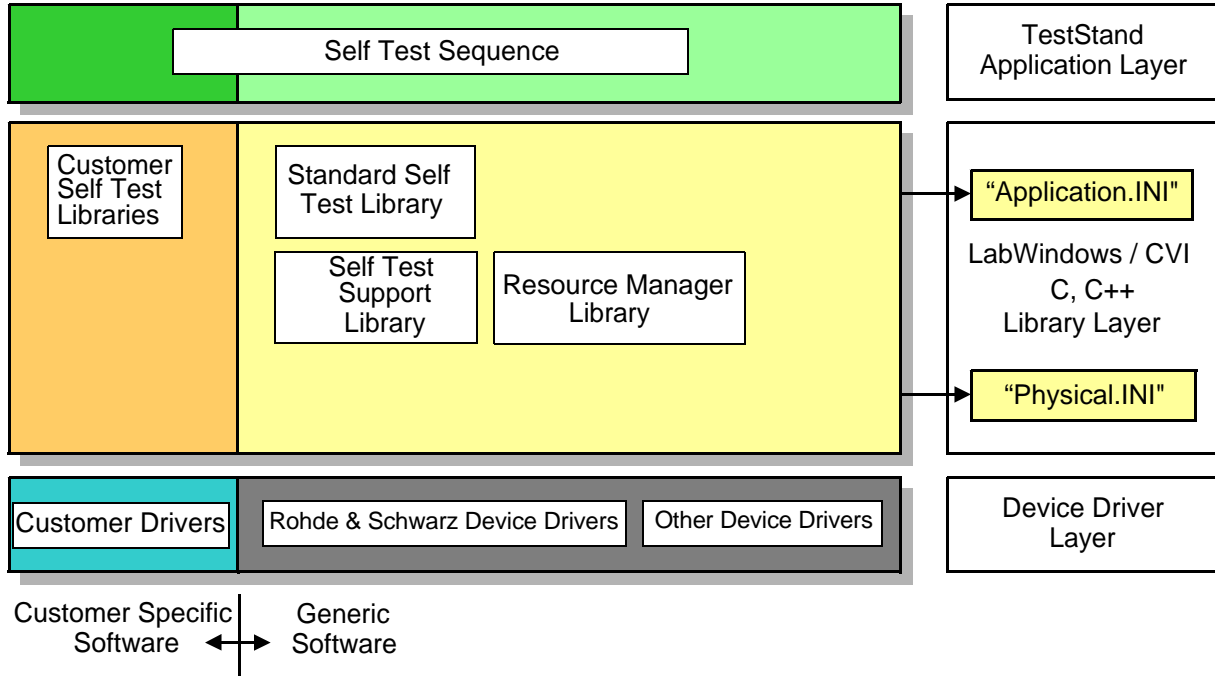 Self Test Sequence
TestStand
Application Layer
Customer
Self Test
Libraries
Standard Self
Test Library
Self Test
Support
Library
Resource Manager
Library
“Application.INI"
LabWindows / CVI
C, C++
Library Layer
“Physical.INI"
Customer Drivers
Rohde & Schwarz Device Drivers
Other Device Drivers
Device Driver
Layer
Customer Specific
Software
Generic
Software